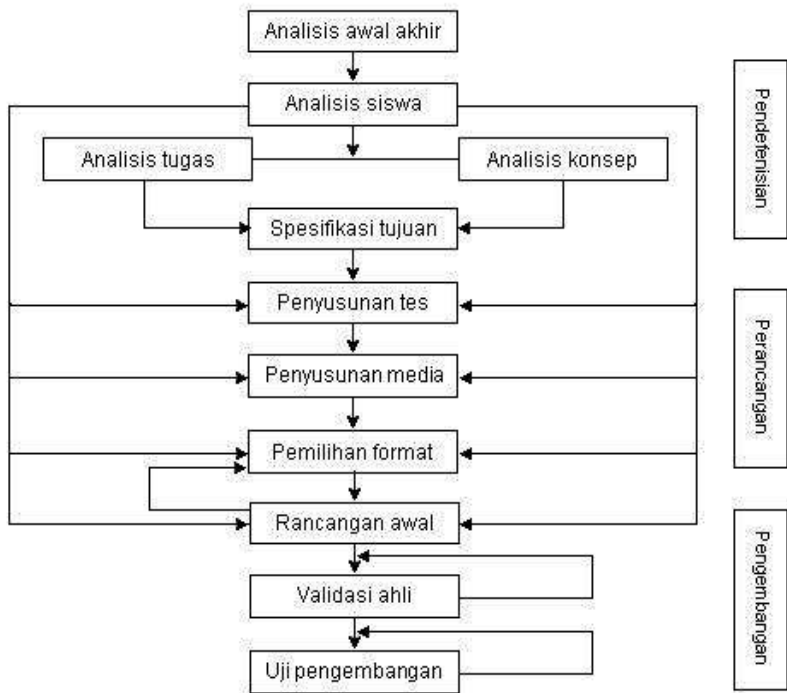 Analisis awal akhir
Analisis siswa
Analisis tugas
Analisis konsep
Spesifikasi tujuan
Penyusunan tes
Penyusunan media
Pemilihan format
Rancangan awal
Validasi ahli
Uji pengembangan
Pendefenisian
Perancangan
Pengembangan